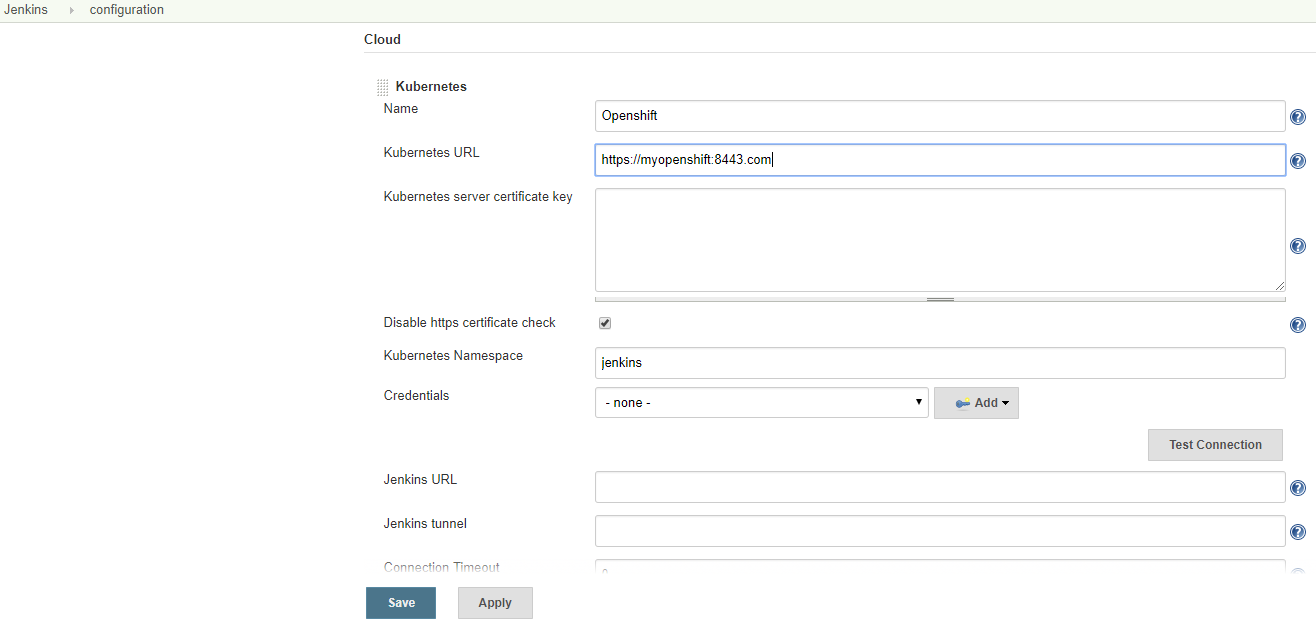 Jenkins configuration
Cloud
Kubernetes
Name
Openshift
Kubernetes URL
https://myopenshift:8443.com
Kubernetes server certificate key
Disable https certificate check
Kubernetes Namespace
jenkins
Credentials
- none -
Add
Test Connection
Jenkins URL
Jenkins tunnel
Connection Timeout
Save
Apply